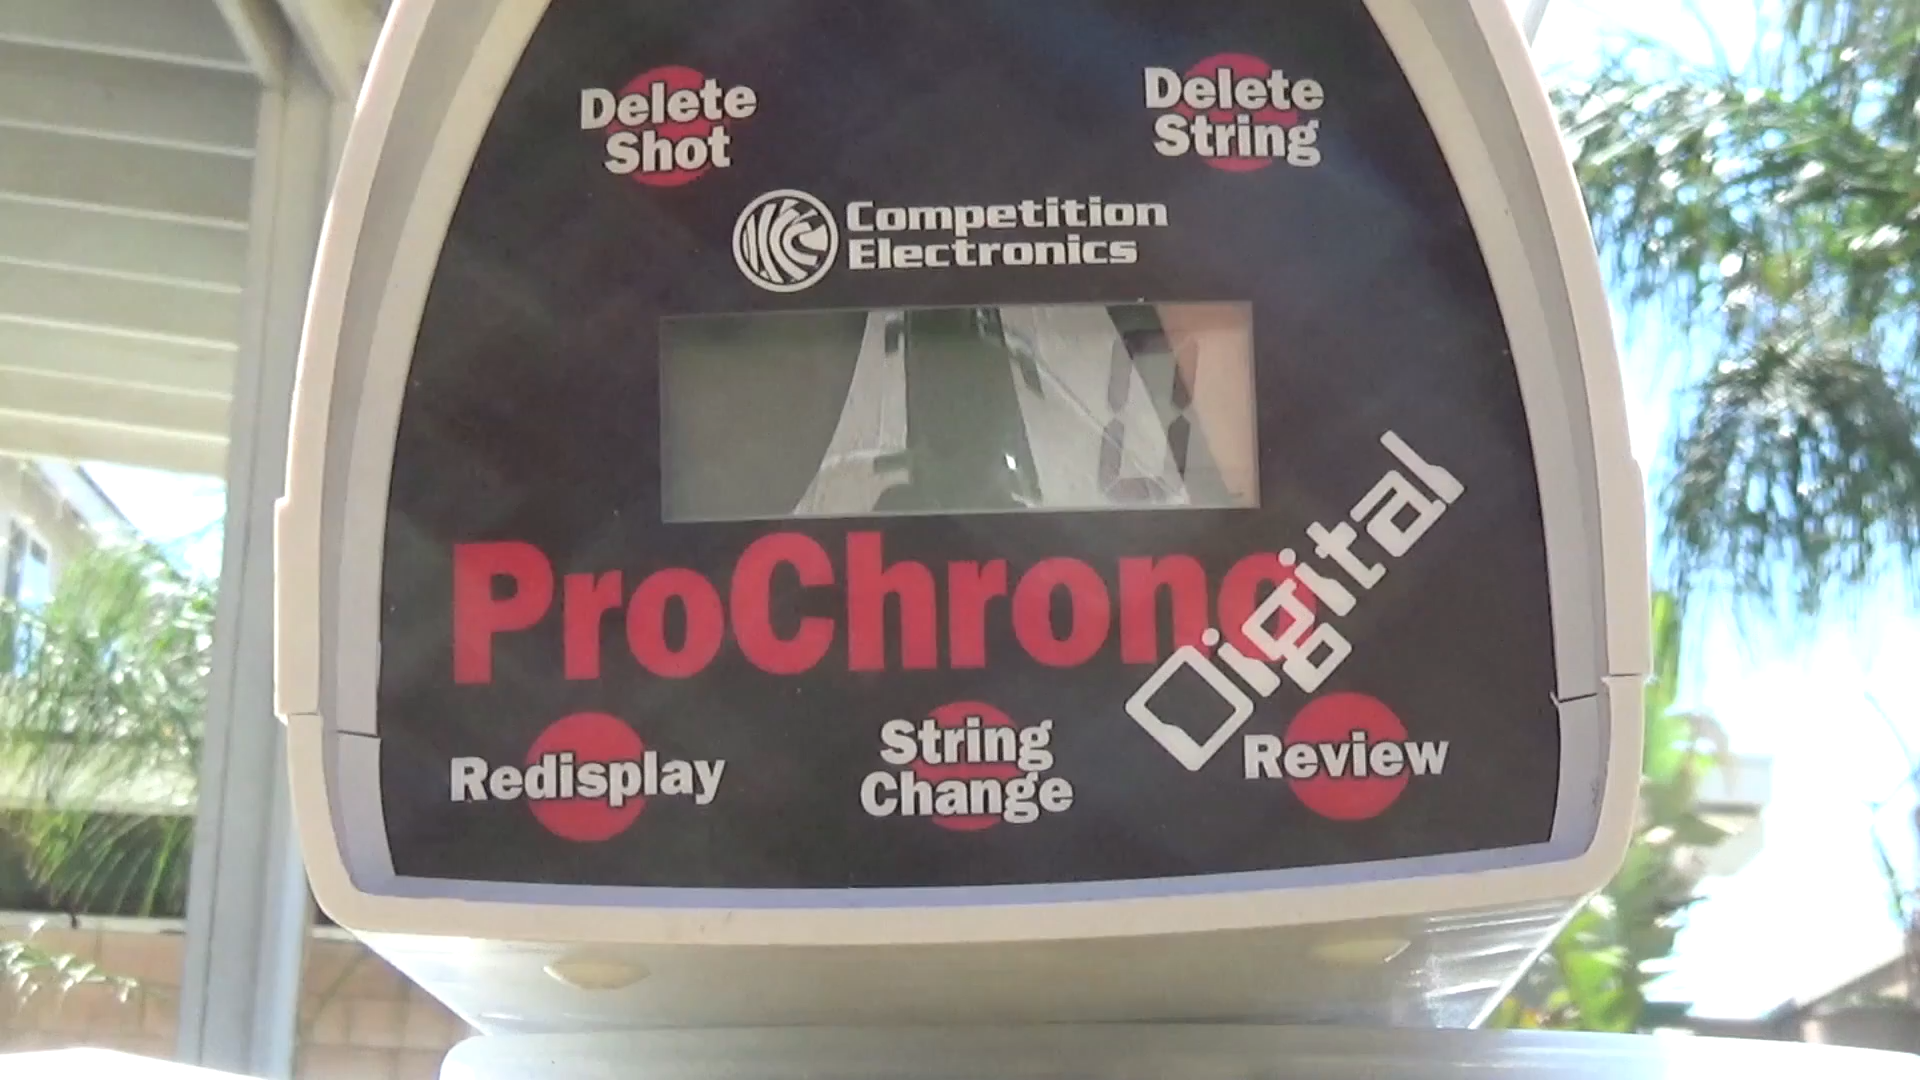 Delete
Shot
Delete
String
Competition
Electronics
ProChrono
Digital
Redisplay
String
Change
Review